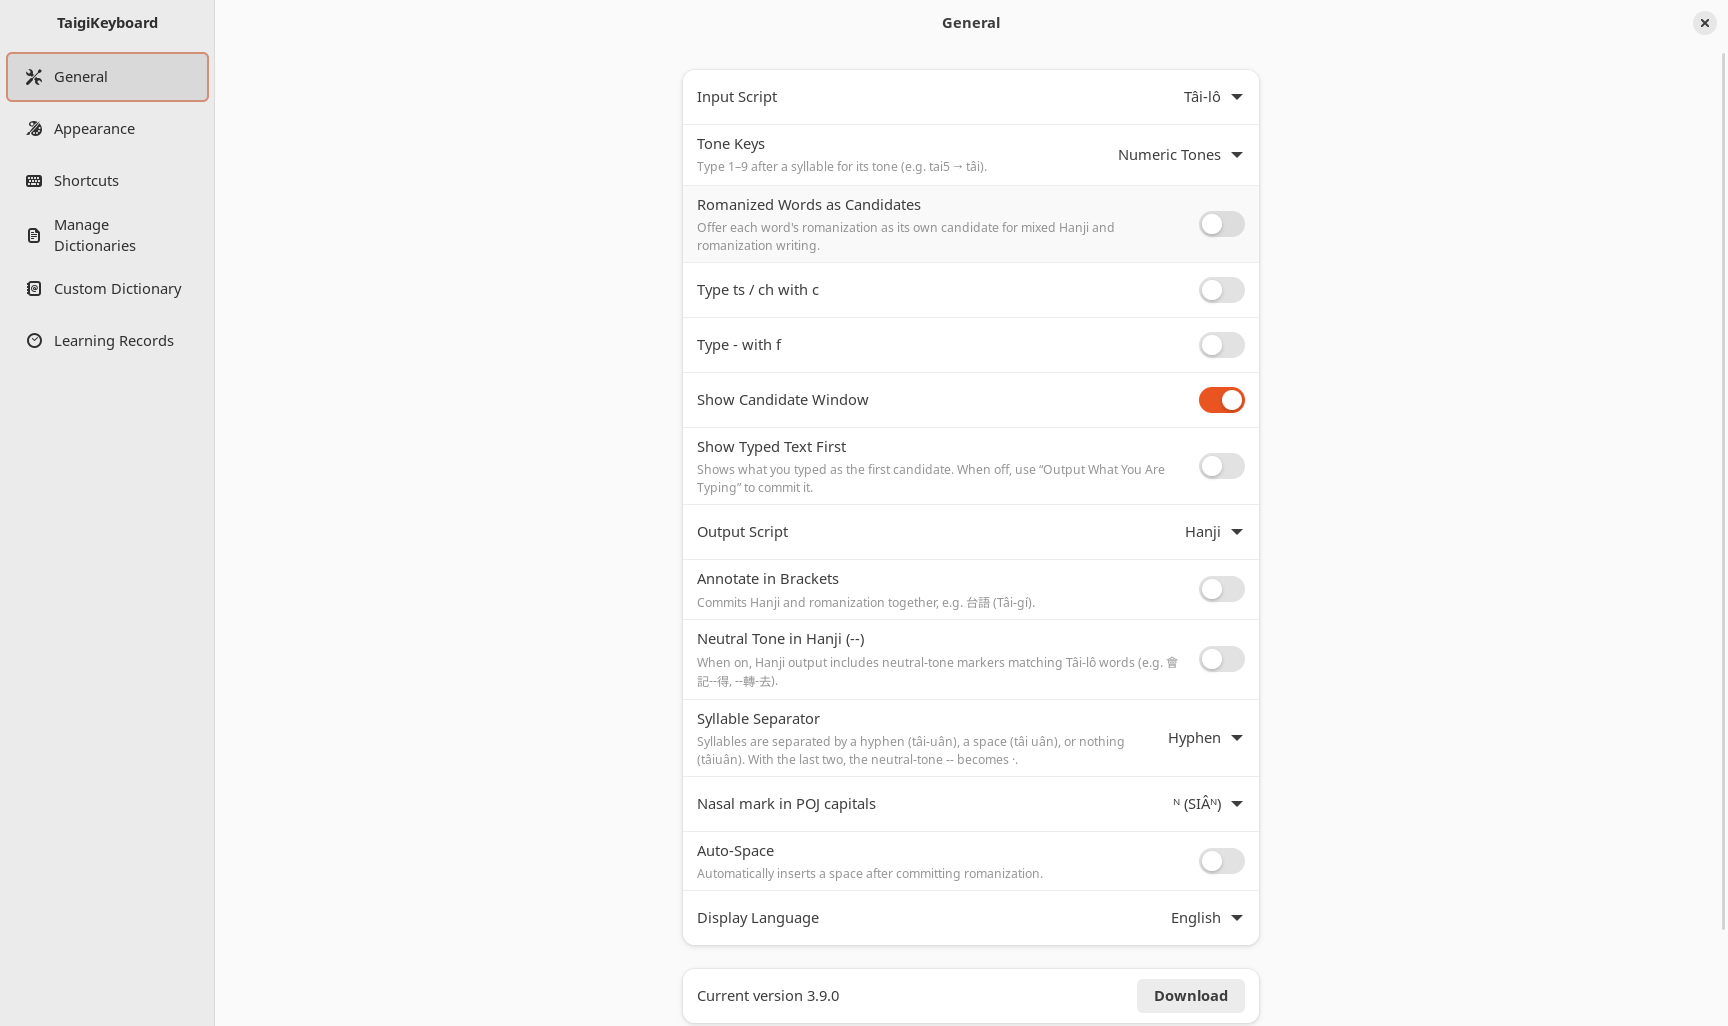 TaigiKeyboard
General
General
Appearance
Shortcuts
Manage
Dictionaries
Custom Dictionary
Learning Records
Input Script
Tâi-lô
Tone Keys
Type 1–9 after a syllable for its tone (e.g. tai5 → tâi).
Numeric Tones
Romanized Words as Candidates
Offer each word's romanization as its own candidate for mixed Hanji and
romanization writing.
Type ts / ch with c
Type - with f
Show Candidate Window
Show Typed Text First
Shows what you typed as the first candidate. When off, use “Output What You Are
Typing” to commit it.
Output Script
Hanji
Annotate in Brackets
Commits Hanji and romanization together, e.g. 台語 (Tâi-gí).
Neutral Tone in Hanji (--)
When on, Hanji output includes neutral-tone markers matching Tâi-lô words (e.g. 會
記--得, --轉-去).
Syllable Separator
Syllables are separated by a hyphen (tâi-uân), a space (tâi uân), or nothing
(tâiuân). With the last two, the neutral-tone -- becomes ·.
Hyphen
Nasal mark in POJ capitals
ᴺ (SIÂᴺ)
Auto-Space
Automatically inserts a space after committing romanization.
Display Language
English
Current version 3.9.0
Download